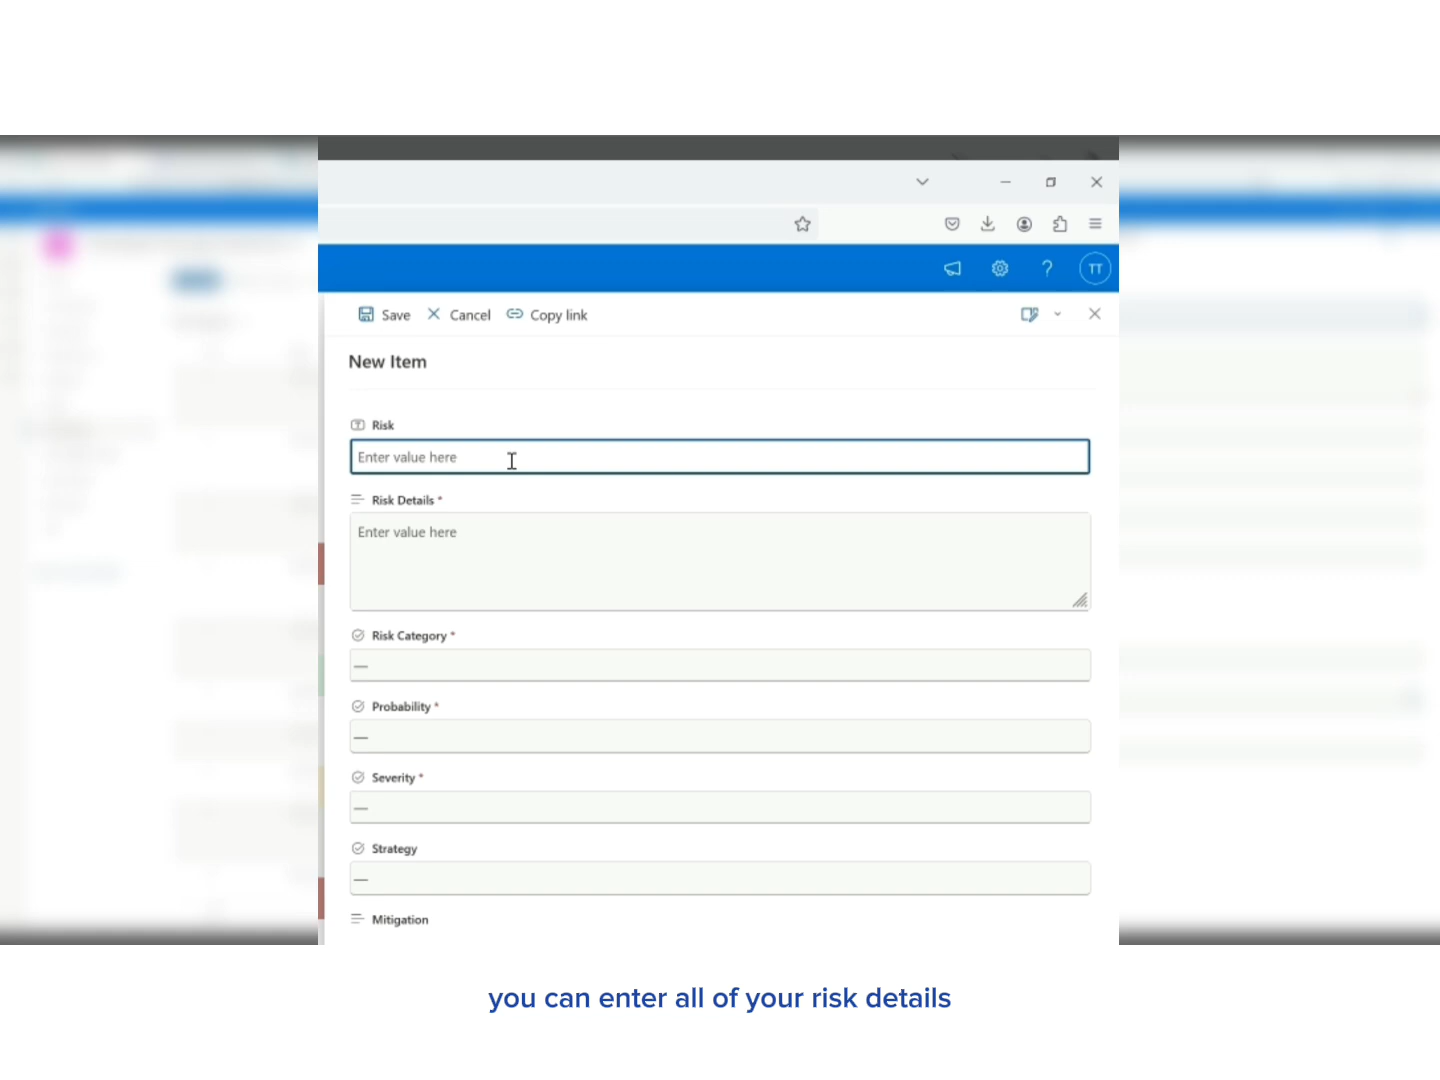 TT
Save Cancel Copy link
New Item
Risk
Enter value here
Risk Details *
Enter value here
Risk Category *
—
Probability *
—
Severity *
—
Strategy
—
Mitigation
you can enter all of your risk details